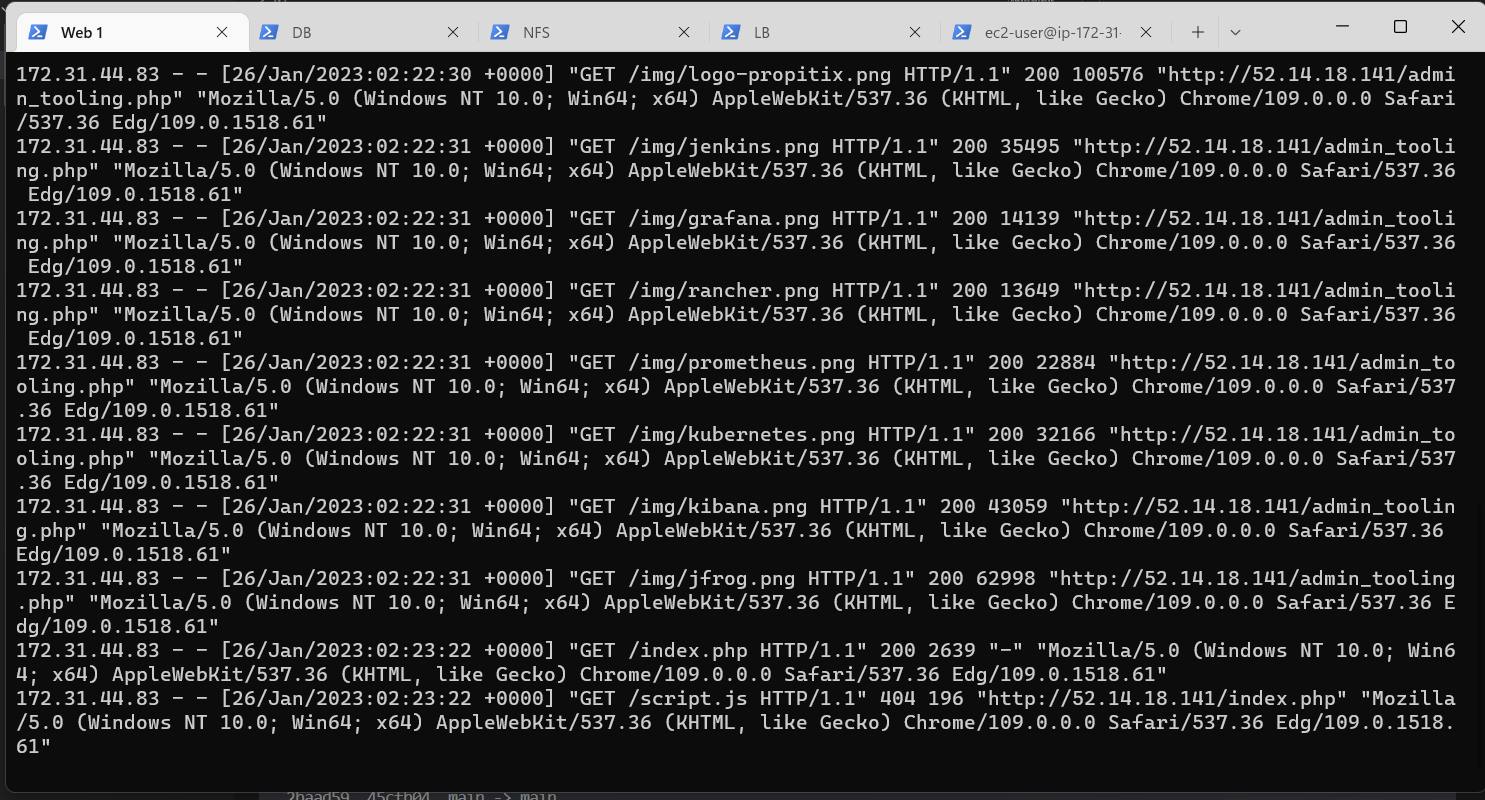 Web 1 DB NFS LB ec2-user@ip-172-31-
172.31.44.83 - - [26/Jan/2023:02:22:30 +0000] "GET /img/logo-propitix.png HTTP/1.1" 200 100576 "http://52.14.18.141/admi
n_tooling.php" "Mozilla/5.0 (Windows NT 10.0; Win64; x64) AppleWebKit/537.36 (KHTML, like Gecko) Chrome/109.0.0.0 Safari
/537.36 Edg/109.0.1518.61"
172.31.44.83 - - [26/Jan/2023:02:22:31 +0000] "GET /img/jenkins.png HTTP/1.1" 200 35495 "http://52.14.18.141/admin_tooli
ng.php" "Mozilla/5.0 (Windows NT 10.0; Win64; x64) AppleWebKit/537.36 (KHTML, like Gecko) Chrome/109.0.0.0 Safari/537.36
 Edg/109.0.1518.61"
172.31.44.83 - - [26/Jan/2023:02:22:31 +0000] "GET /img/grafana.png HTTP/1.1" 200 14139 "http://52.14.18.141/admin_tooli
ng.php" "Mozilla/5.0 (Windows NT 10.0; Win64; x64) AppleWebKit/537.36 (KHTML, like Gecko) Chrome/109.0.0.0 Safari/537.36
 Edg/109.0.1518.61"
172.31.44.83 - - [26/Jan/2023:02:22:31 +0000] "GET /img/rancher.png HTTP/1.1" 200 13649 "http://52.14.18.141/admin_tooli
ng.php" "Mozilla/5.0 (Windows NT 10.0; Win64; x64) AppleWebKit/537.36 (KHTML, like Gecko) Chrome/109.0.0.0 Safari/537.36
 Edg/109.0.1518.61"
172.31.44.83 - - [26/Jan/2023:02:22:31 +0000] "GET /img/prometheus.png HTTP/1.1" 200 22884 "http://52.14.18.141/admin_to
oling.php" "Mozilla/5.0 (Windows NT 10.0; Win64; x64) AppleWebKit/537.36 (KHTML, like Gecko) Chrome/109.0.0.0 Safari/537
.36 Edg/109.0.1518.61"
172.31.44.83 - - [26/Jan/2023:02:22:31 +0000] "GET /img/kubernetes.png HTTP/1.1" 200 32166 "http://52.14.18.141/admin_to
oling.php" "Mozilla/5.0 (Windows NT 10.0; Win64; x64) AppleWebKit/537.36 (KHTML, like Gecko) Chrome/109.0.0.0 Safari/537
.36 Edg/109.0.1518.61"
172.31.44.83 - - [26/Jan/2023:02:22:31 +0000] "GET /img/kibana.png HTTP/1.1" 200 43059 "http://52.14.18.141/admin_toolin
g.php" "Mozilla/5.0 (Windows NT 10.0; Win64; x64) AppleWebKit/537.36 (KHTML, like Gecko) Chrome/109.0.0.0 Safari/537.36
Edg/109.0.1518.61"
172.31.44.83 - - [26/Jan/2023:02:22:31 +0000] "GET /img/jfrog.png HTTP/1.1" 200 62998 "http://52.14.18.141/admin_tooling
.php" "Mozilla/5.0 (Windows NT 10.0; Win64; x64) AppleWebKit/537.36 (KHTML, like Gecko) Chrome/109.0.0.0 Safari/537.36 E
dg/109.0.1518.61"
172.31.44.83 - - [26/Jan/2023:02:23:22 +0000] "GET /index.php HTTP/1.1" 200 2639 "-" "Mozilla/5.0 (Windows NT 10.0; Win6
4; x64) AppleWebKit/537.36 (KHTML, like Gecko) Chrome/109.0.0.0 Safari/537.36 Edg/109.0.1518.61"
172.31.44.83 - - [26/Jan/2023:02:23:22 +0000] "GET /script.js HTTP/1.1" 404 196 "http://52.14.18.141/index.php" "Mozilla
/5.0 (Windows NT 10.0; Win64; x64) AppleWebKit/537.36 (KHTML, like Gecko) Chrome/109.0.0.0 Safari/537.36 Edg/109.0.1518.
61"
main -> main